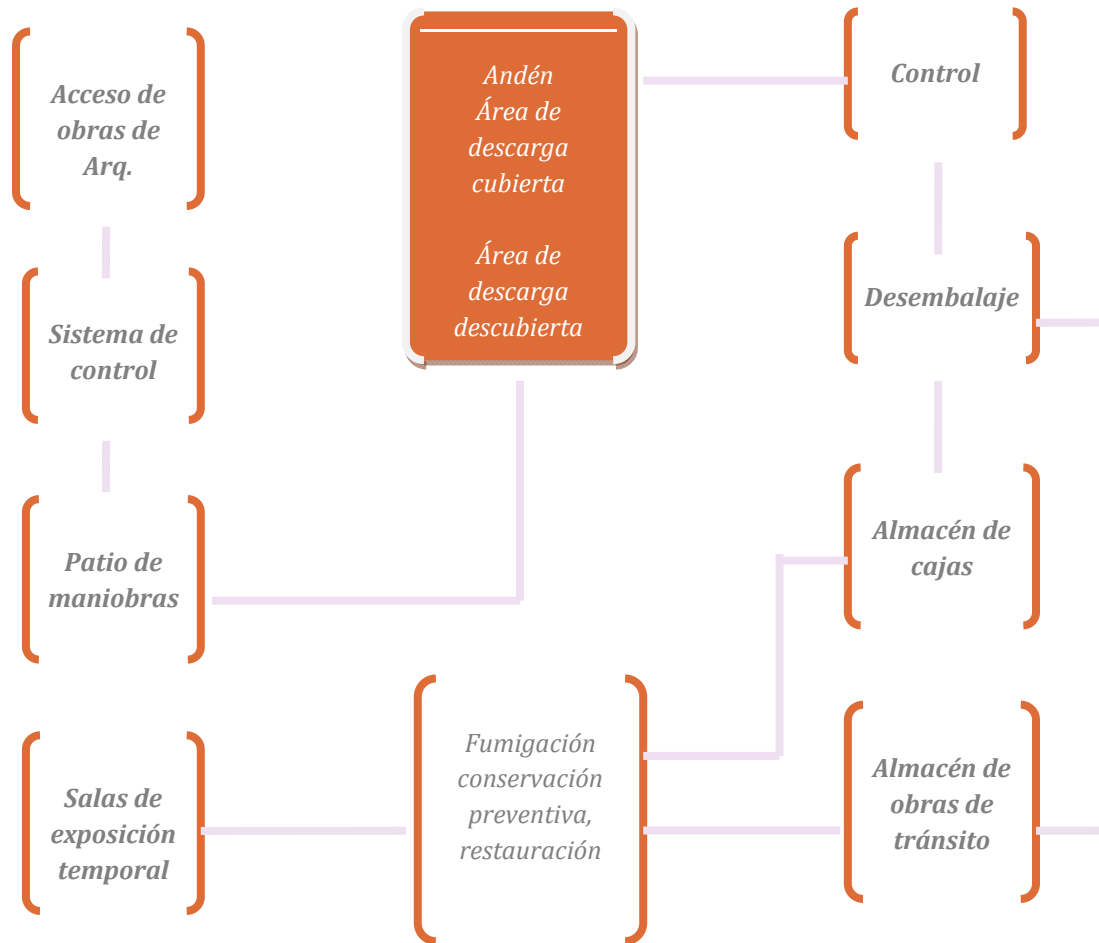 Acceso de
obras de
Arq.
Sistema de
control
Patio de
maniobras
Salas de
exposición
temporal
Andén
Área de
descarga
cubierta
Área de
descarga
descubierta
Fumigación
conservación
preventiva,
restauración
Control
Desembalaje
Almacén de
cajas
Almacén de
obras de
tránsito